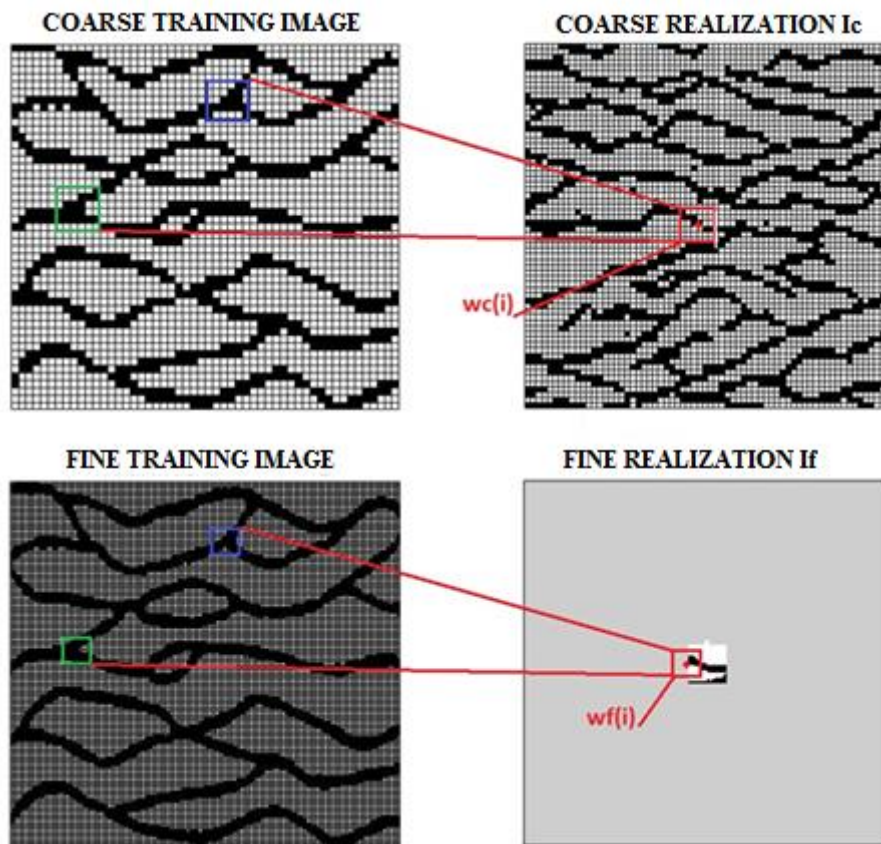 COARSE TRAINING IMAGE
COARSE REALIZATION Ic
wc(i)
FINE TRAINING IMAGE
FINE REALIZATION If
wf(i)